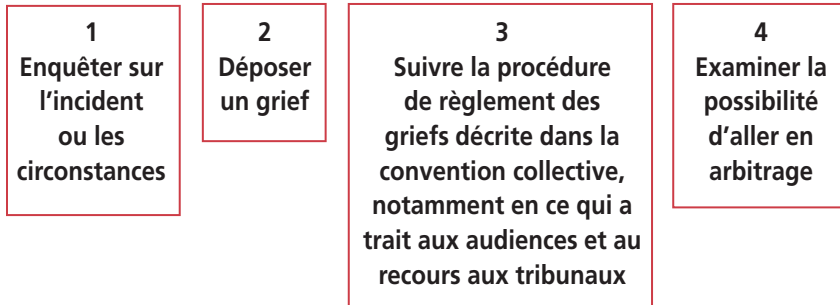 1
Enquêter sur
l'incident
ou les
circonstances
2
Déposer
un grief
3
Suivre la procédure
de règlement des
griefs décrite dans la
convention collective,
notamment en ce qui a
trait aux audiences et au
recours aux tribunaux
4
Examiner la
possibilité
d'aller en
arbitrage